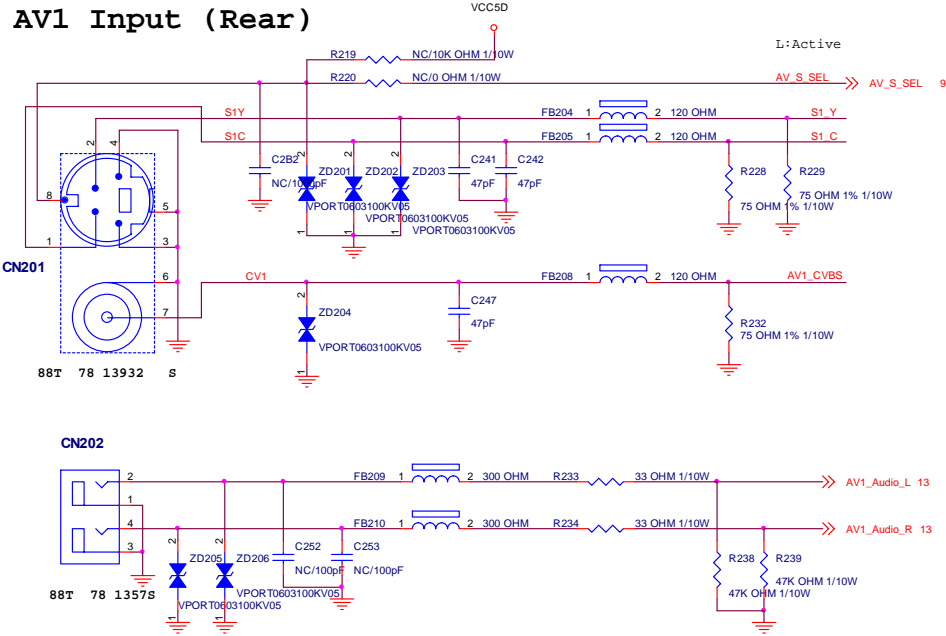 AV1 Input (Rear)
VCC5D
L:Active
R219 NC/10K OHM 1/10W
R220 NC/0 OHM 1/10W AV_S_SEL AV_S_SEL 9
S1Y FB204 1 2 120 OHM S1_Y
S1C FB205 1 2 120 OHM S1_C
2 4
8 5
1 3
6
7
CN201
88T 78 13932 S
C2B2
2 ZD201 2 ZD202 2 ZD203
C241 C242
47pF 47pF
VPORT0603100KV05
VPORT0603100KV05
VPORT0603100KV05
1 1 1
R228 R229
75 OHM 1% 1/10W
75 OHM 1% 1/10W
CV1 FB208 1 2 120 OHM AV1_CVBS
2
ZD204
VPORT0603100KV05
1
C247
47pF
R232
75 OHM 1% 1/10W
CN202
2
1
4
3
88T 78 1357S
FB209 1 2 300 OHM R233 33 OHM 1/10W AV1_Audio_L 13
FB210 1 2 300 OHM R234 33 OHM 1/10W AV1_Audio_R 13
2 2
ZD205 ZD206
C252 C253
NC/100pF NC/100pF
VPORT0603100KV05
VPORT0603100KV05
1 1
R238 R239
47K OHM 1/10W
47K OHM 1/10W